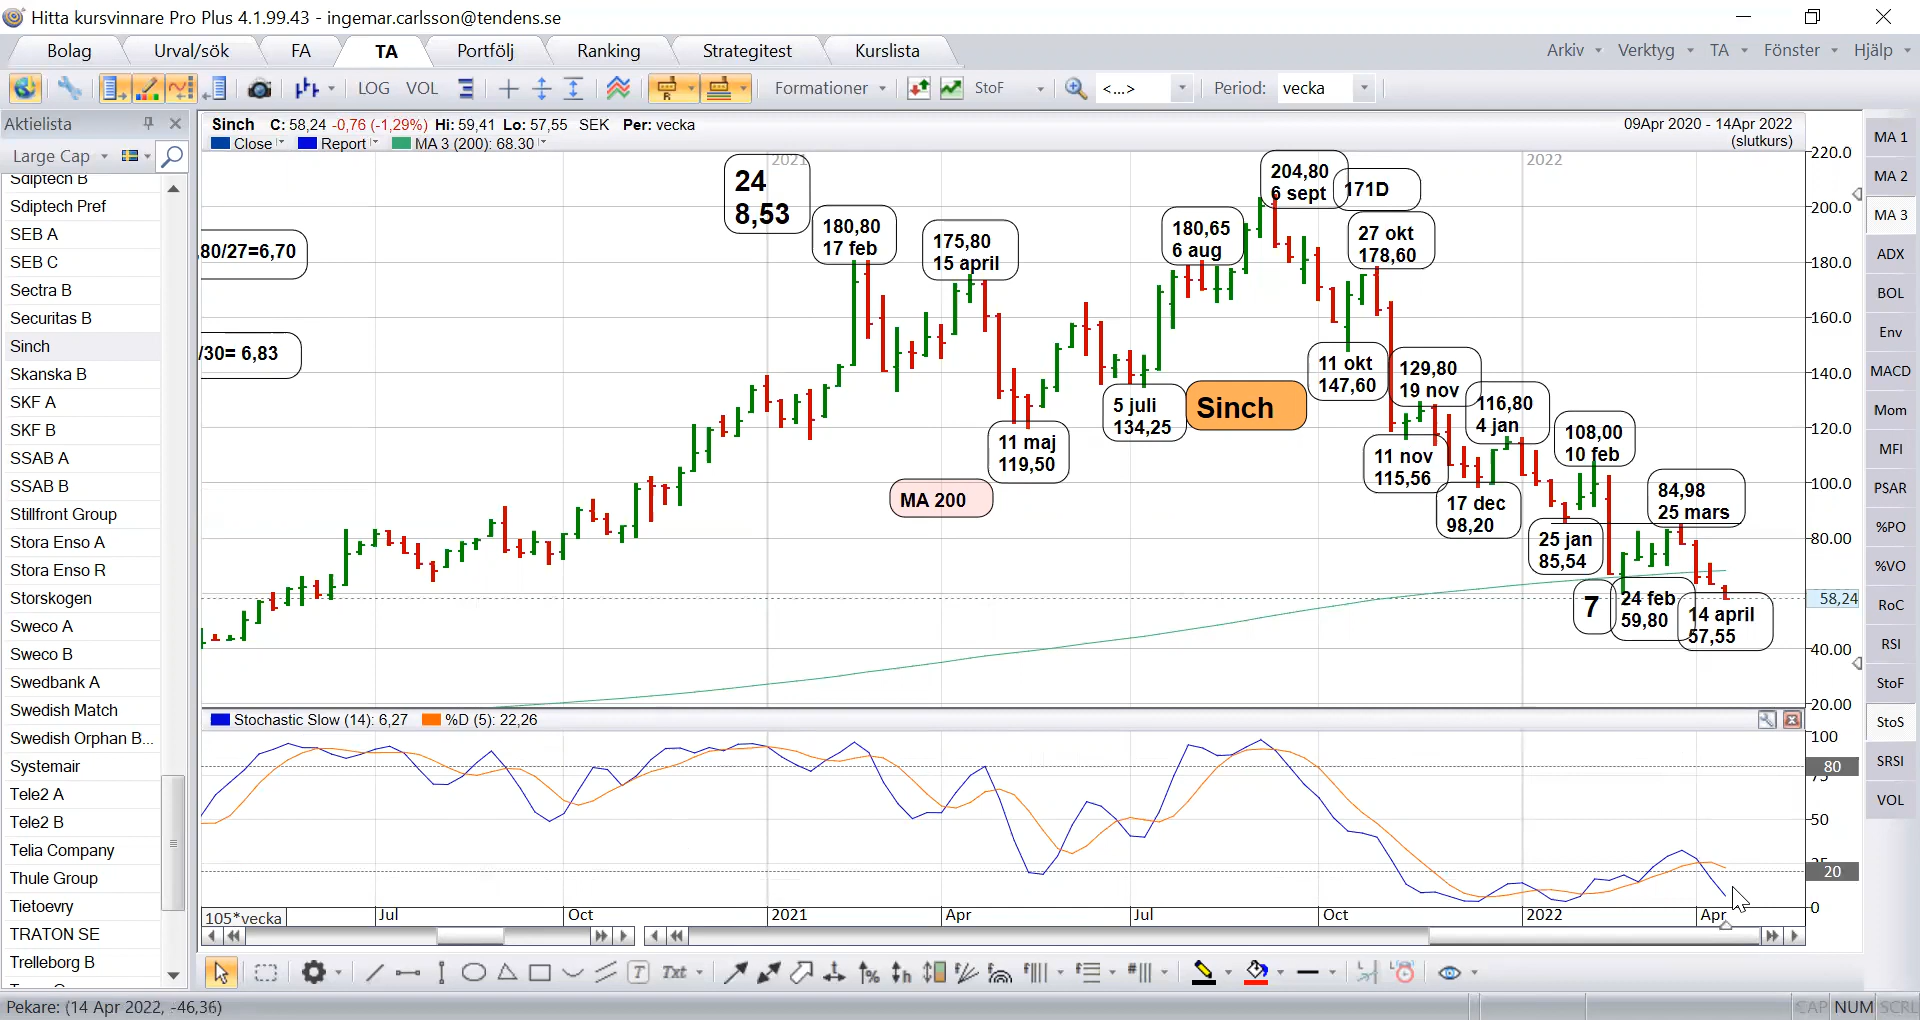 Hitta kursvinnare Pro Plus 4.1.99.43 - ingemar.carlsson@tendens.se
Bolag Urval/sök FA TA Portfölj Ranking Strategitest Kurslista
Arkiv Verktyg TA Fönster Hjälp
LOG VOL Formationer StoF <...> Period: vecka
Aktielista
Large Cap
Sdiptech B
Sdiptech Pref
SEB A
SEB C
Sectra B
Securitas B
Sinch
Skanska B
SKF A
SKF B
SSAB A
SSAB B
Stillfront Group
Stora Enso A
Stora Enso R
Storskogen
Sweco A
Sweco B
Swedbank A
Swedish Match
Swedish Orphan B...
Systemair
Tele2 A
Tele2 B
Telia Company
Thule Group
Tietoevry
TRATON SE
Trelleborg B
Sinch C: 58,24 -0,76 (-1,29%) Hi: 59,41 Lo: 57,55 SEK Per: vecka
09Apr 2020 - 14Apr 2022
(slutkurs)
Close Report MA 3 (200): 68.30
2021
2022
24
8,53
,80/27=6,70
/30= 6,83
180,80
17 feb
175,80
15 april
180,65
6 aug
204,80
6 sept
171D
27 okt
178,60
11 okt
147,60
129,80
19 nov
116,80
4 jan
108,00
10 feb
84,98
25 mars
5 juli
134,25
Sinch
11 maj
119,50
MA 200
11 nov
115,56
17 dec
98,20
25 jan
85,54
7
24 feb
59,80
14 april
57,55
220.0
200.0
180.0
160.0
140.0
120.0
100.0
80.00
58,24
40.00
20.00
Stochastic Slow (14): 6,27 %D (5): 22,26
100
80
75
50
25
20
0
105*vecka Jul Oct 2021 Apr Jul Oct 2022 Apr
MA 1
MA 2
MA 3
ADX
BOL
Env
MACD
Mom
MFI
PSAR
%PO
%VO
RoC
RSI
StoF
StoS
SRSI
VOL
T Txt
Pekare: (14 Apr 2022, -46,36)
CAP NUM SCRL